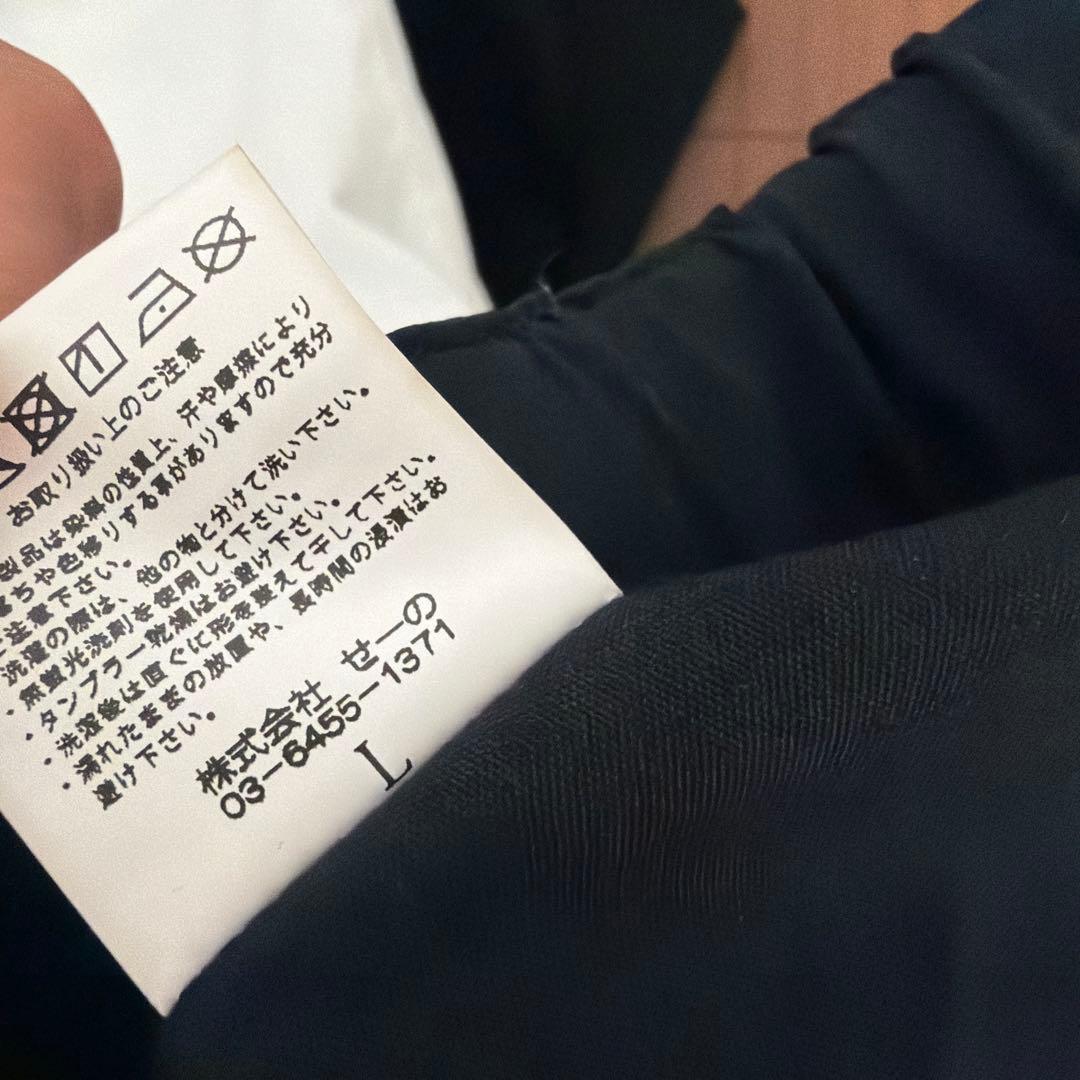 お取り扱い上のご注意
製品は染料の性質上、汗や摩擦により
落ちや色移りする事がありますので充分
ご注意下さい。
洗濯の際は、他の物と分けて洗い下さい。
・無蛍光洗剤を使用して下さい。
・タンブラー乾燥はお避け下さい。
・洗濯後は直ぐに形を整えて干して下さい。
・濡れたままの放置や、長時間の浸漬はお
避け下さい。
株式会社 せーの
03-6455-1371
L